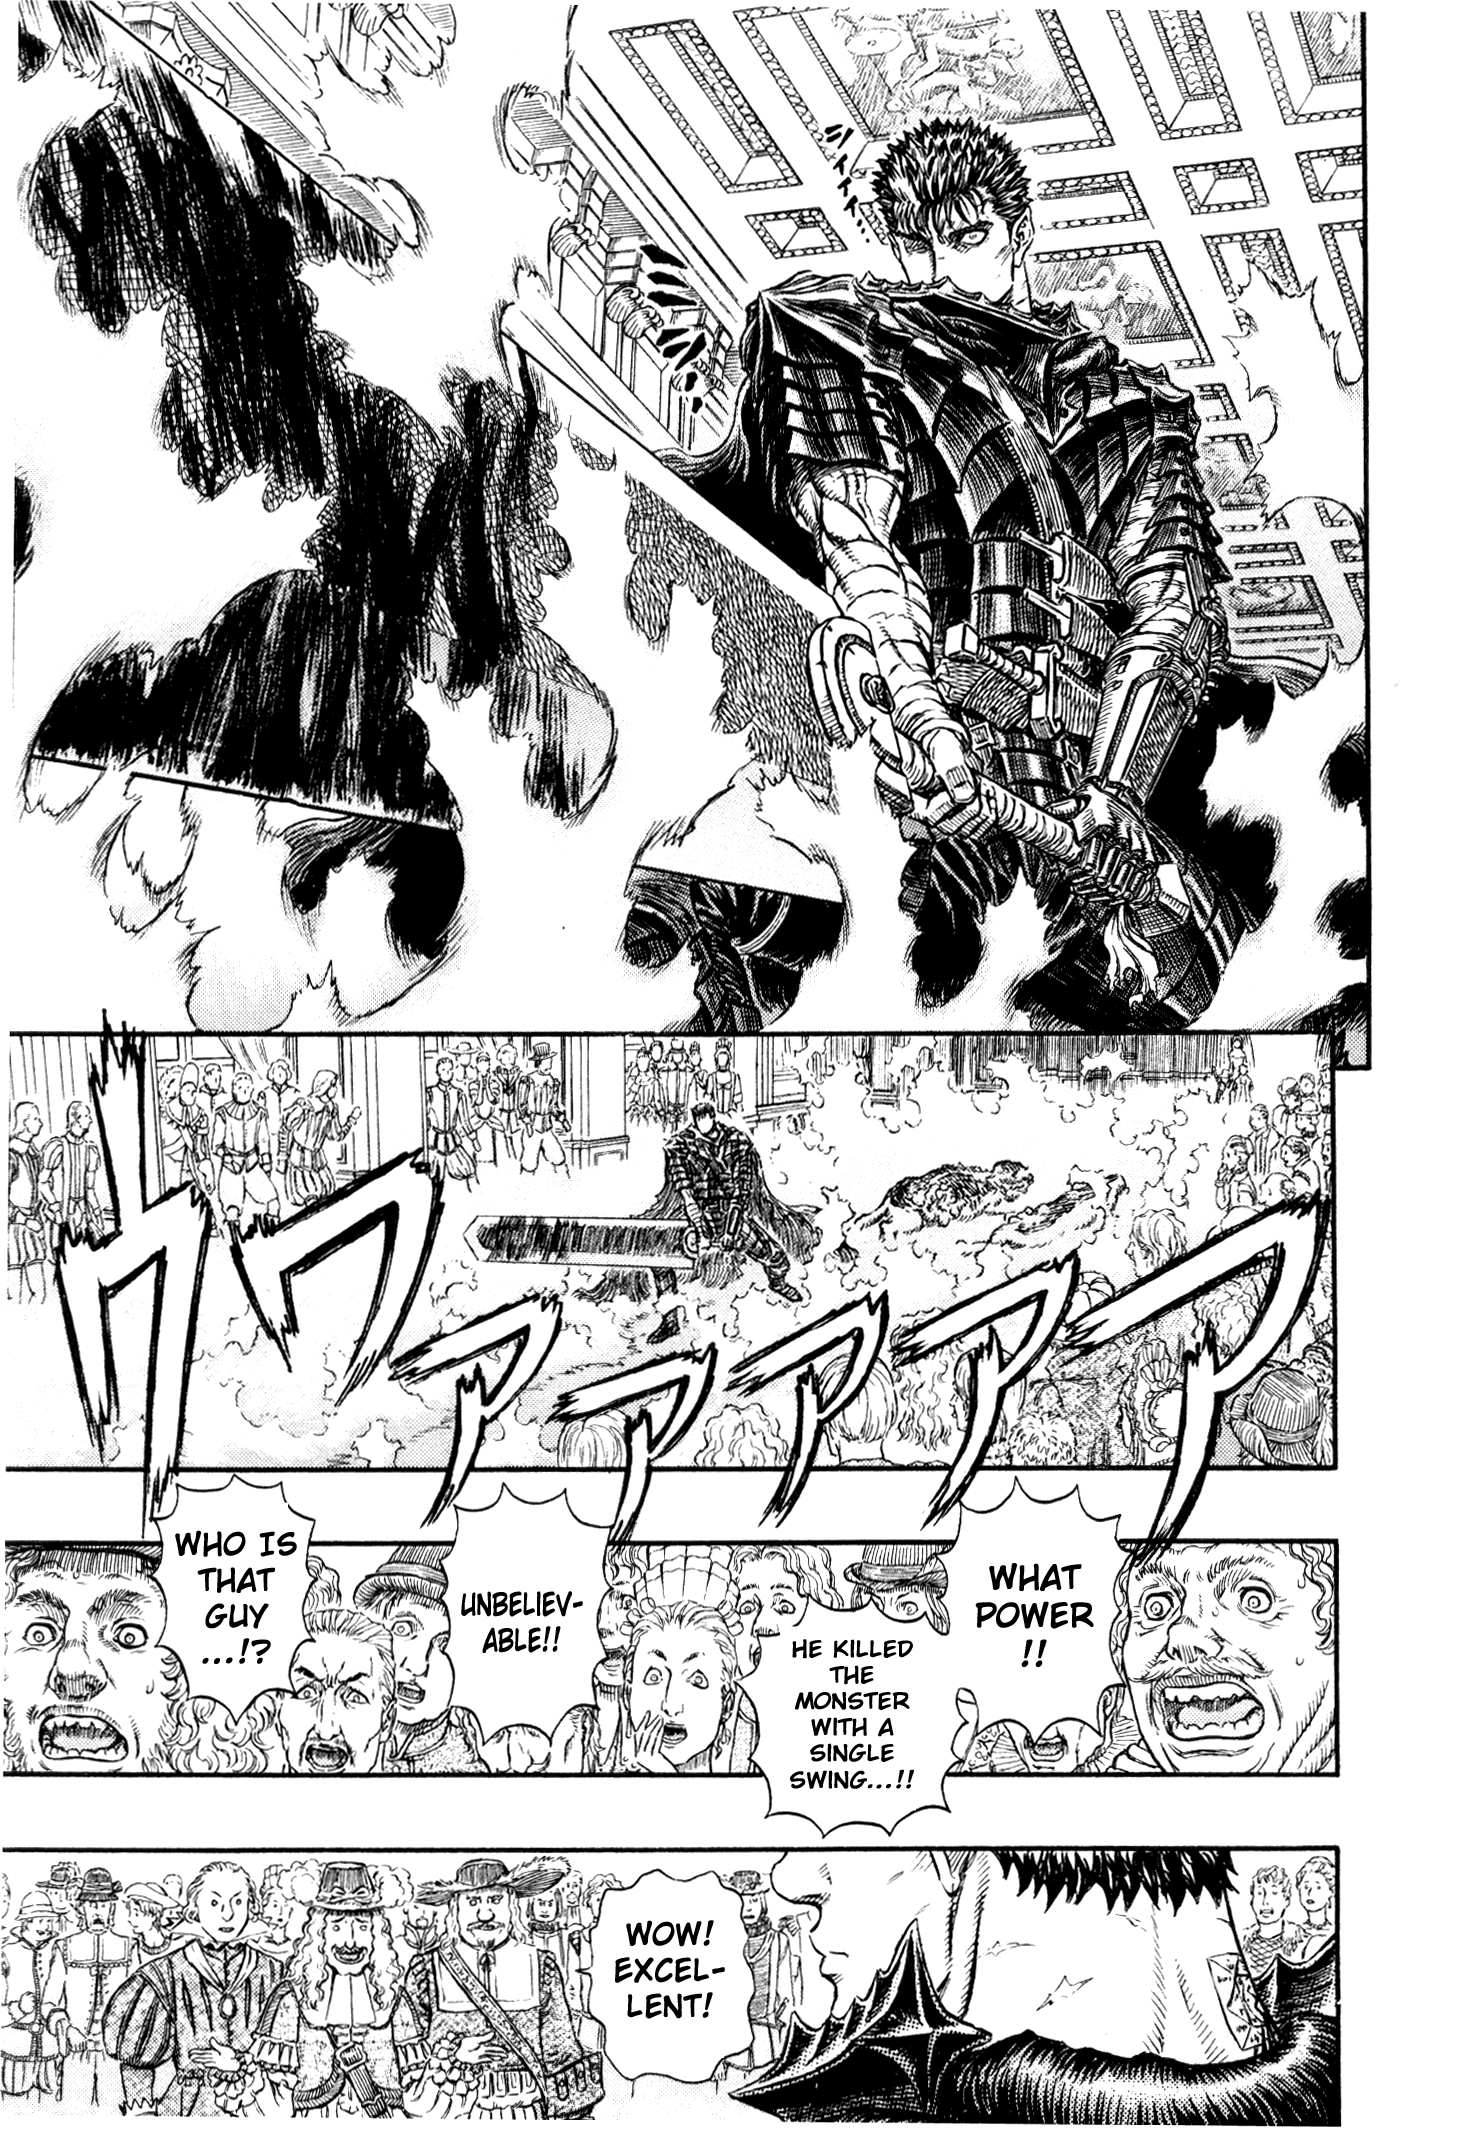 シィィィ…
ウワァァァァァ
WHAT
POWER
!!
HE KILLED
THE
MONSTER
WITH A
SINGLE
SWING...!!
UNBELIEV-
ABLE!!
WHO IS
THAT
GUY
...!?
WOW!
EXCEL-
LENT!